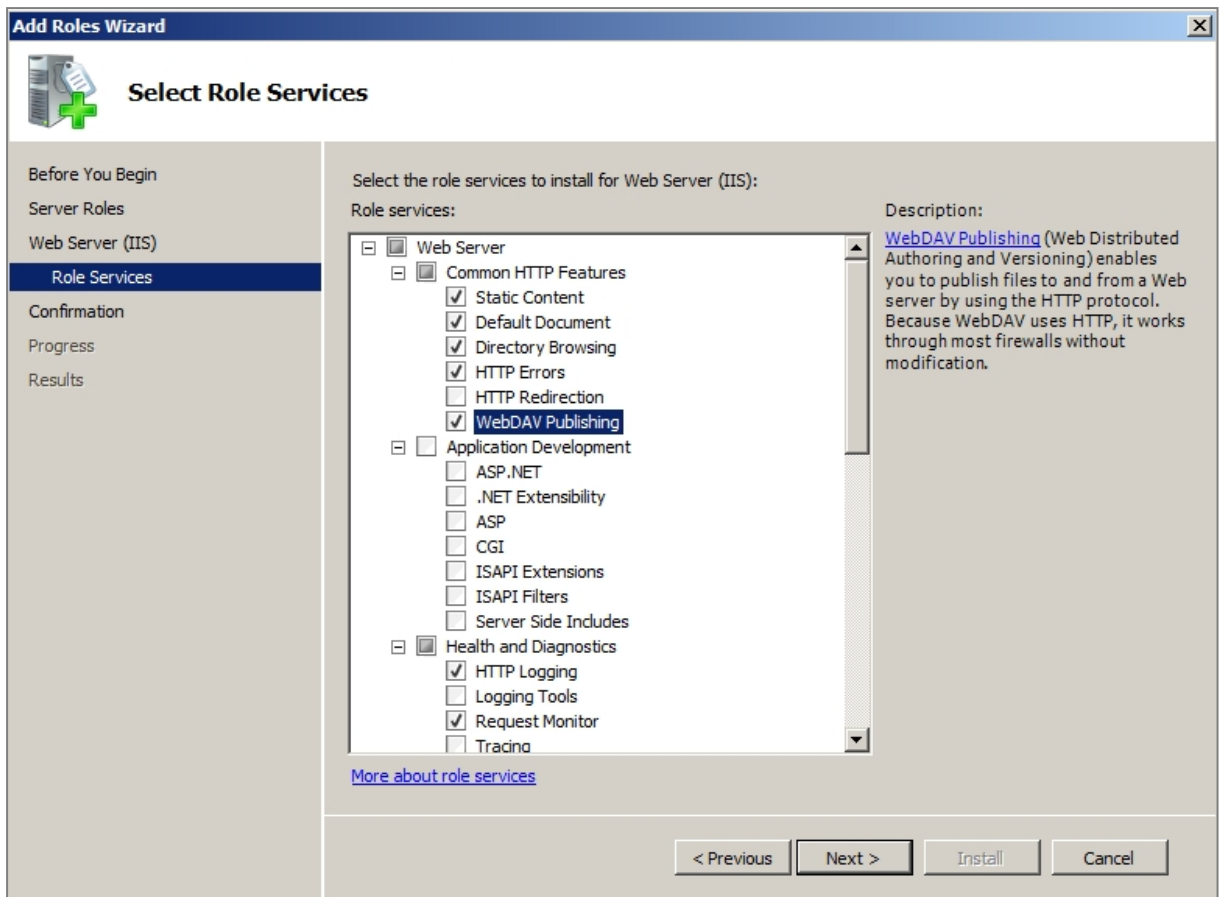 Add Roles Wizard
Select Role Services
Before You Begin
Server Roles
Web Server (IIS)
Role Services
Confirmation
Progress
Results
Select the role services to install for Web Server (IIS):
Role services:
Web Server
Common HTTP Features
Static Content
Default Document
Directory Browsing
HTTP Errors
HTTP Redirection
WebDAV Publishing
Application Development
ASP.NET
.NET Extensibility
ASP
CGI
ISAPI Extensions
ISAPI Filters
Server Side Includes
Health and Diagnostics
HTTP Logging
Logging Tools
Request Monitor
Tracing
More about role services
Description:
WebDAV Publishing (Web Distributed
Authoring and Versioning) enables
you to publish files to and from a Web
server by using the HTTP protocol.
Because WebDAV uses HTTP, it works
through most firewalls without
modification.
< Previous
Next >
Install
Cancel